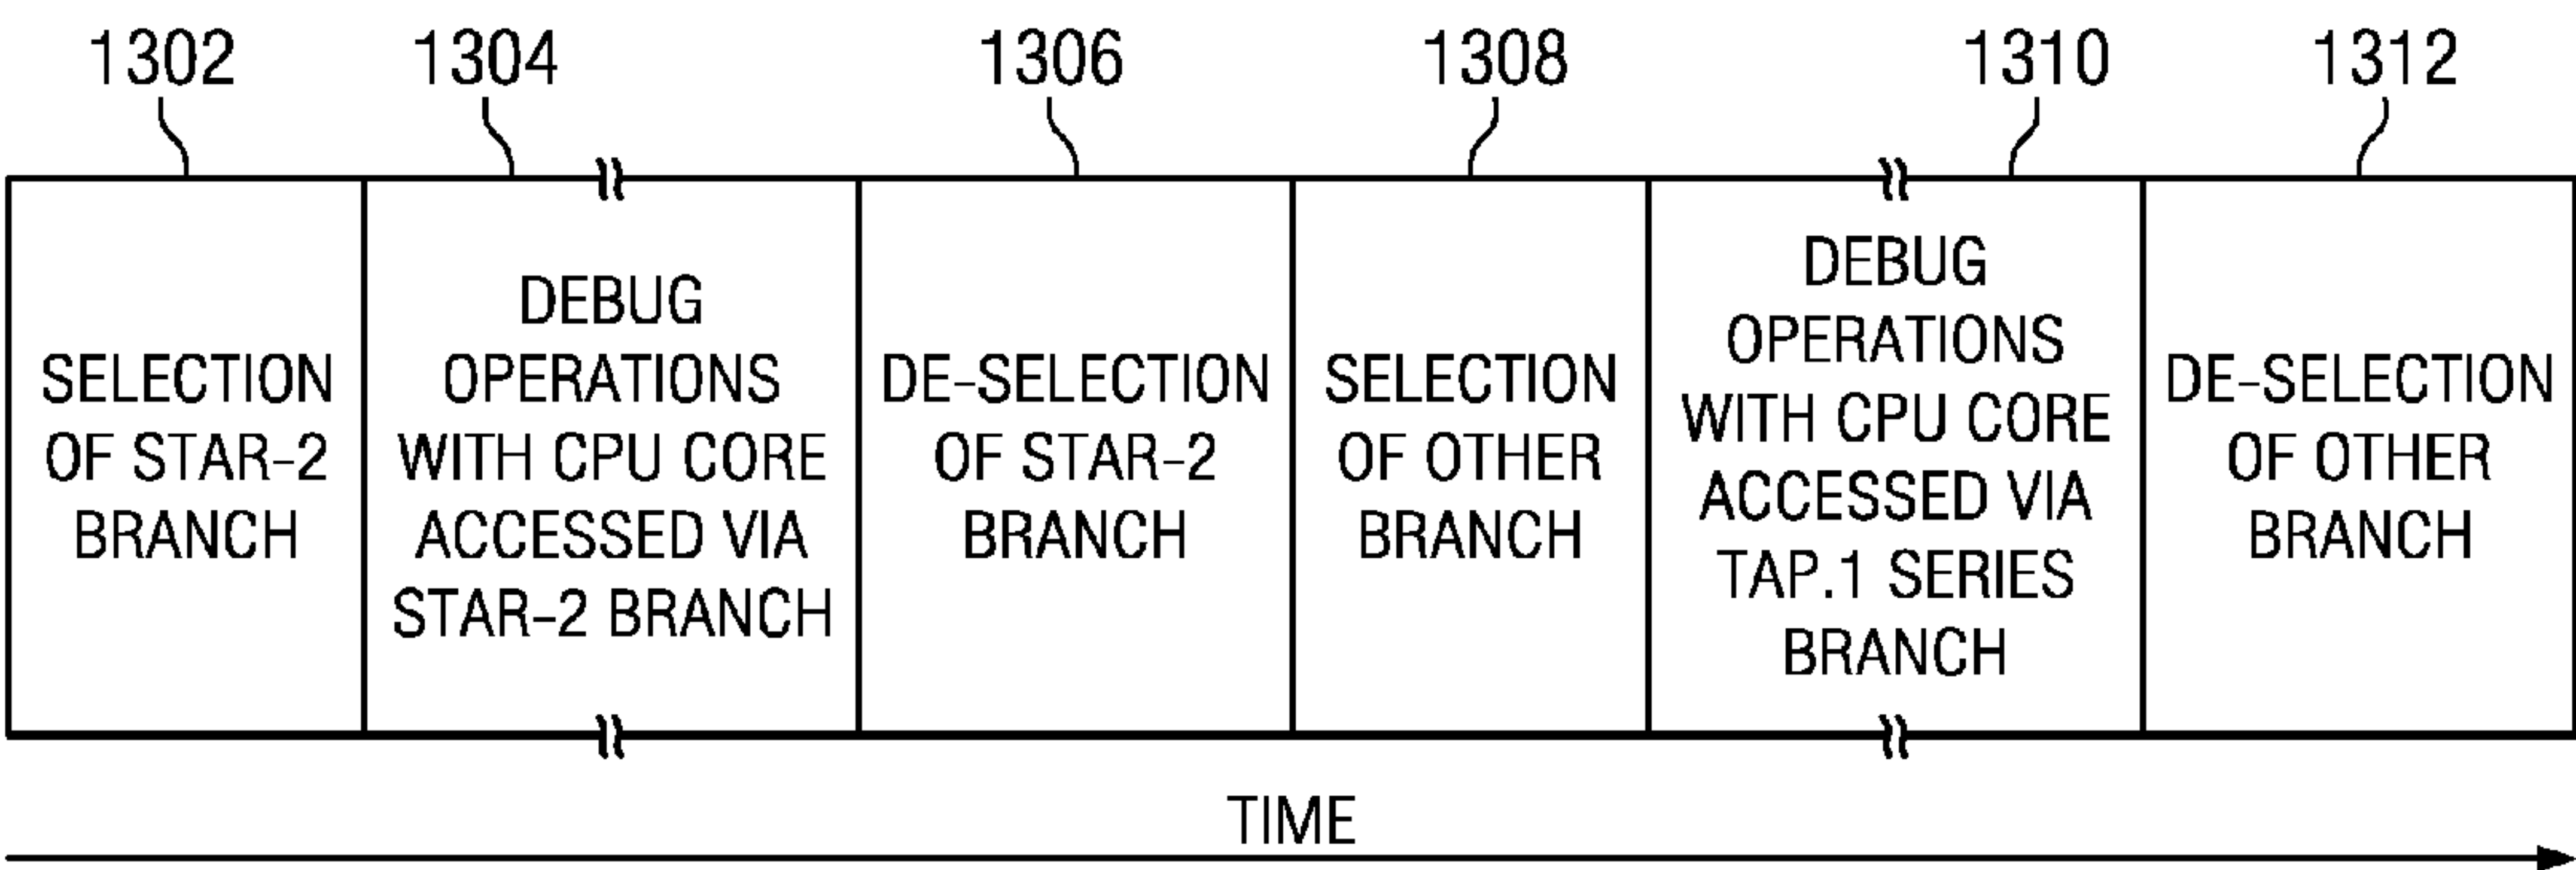 1302
1304
1306
1308
1310
1312
SELECTION
OF STAR-2
BRANCH
DEBUG
OPERATIONS
WITH CPU CORE
ACCESSED VIA
STAR-2 BRANCH
DE-SELECTION
OF STAR-2
BRANCH
SELECTION
OF OTHER
BRANCH
DEBUG
OPERATIONS
WITH CPU CORE
ACCESSED VIA
TAP.1 SERIES
BRANCH
DE-SELECTION
OF OTHER
BRANCH
TIME